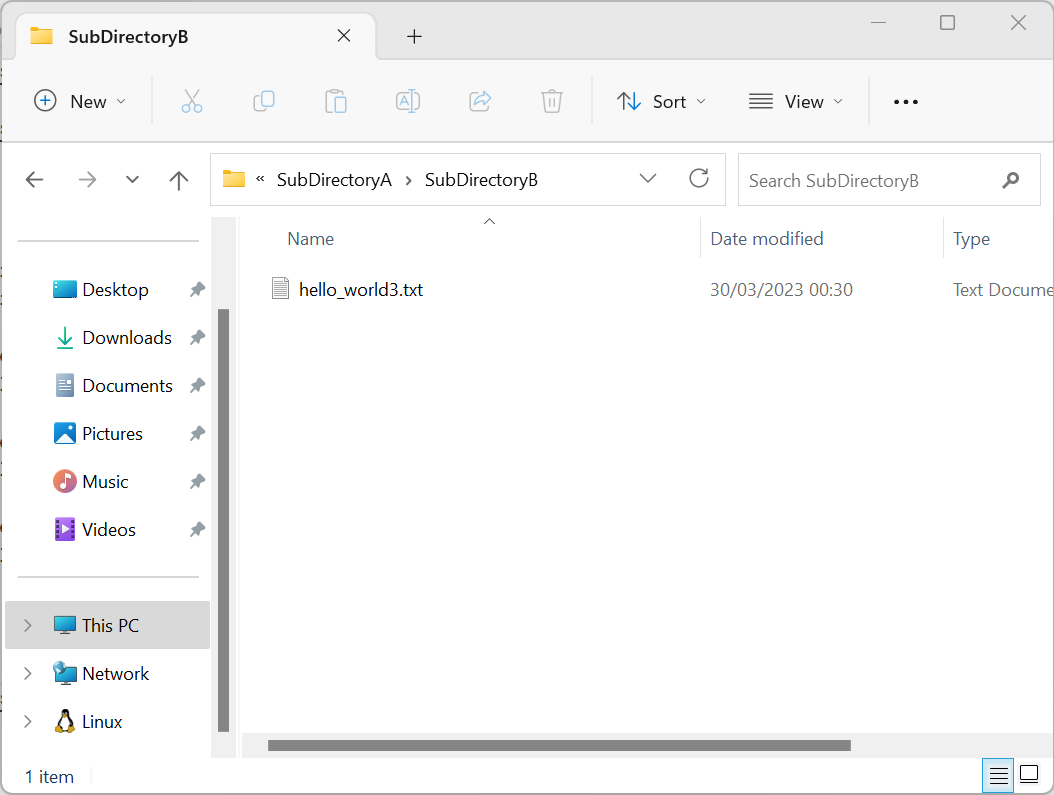 SubDirectoryB
New
Sort
View
« SubDirectoryA > SubDirectoryB
Search SubDirectoryB
Name Date modified Type
hello_world3.txt 30/03/2023 00:30 Text Docume
Desktop
Downloads
Documents
Pictures
Music
Videos
This PC
Network
Linux
1 item